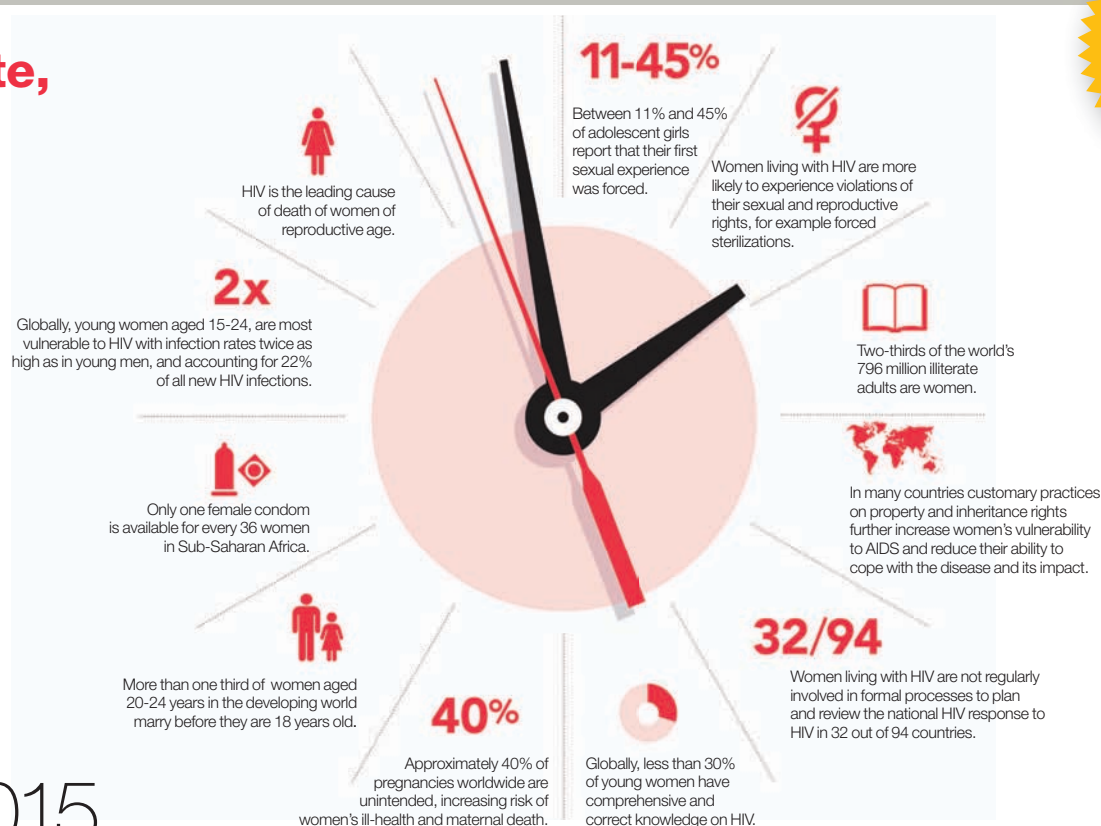 11-45%
Between 11% and 45%
of adolescent girls
report that their first
sexual experience
was forced.
Women living with HIV are more
likely to experience violations of
their sexual and reproductive
rights, for example forced
sterilizations.
Two-thirds of the world's
796 million illiterate
adults are women.
In many countries customary practices
on property and inheritance rights
further increase women's vulnerability
to AIDS and reduce their ability to
cope with the disease and its impact.
32/94
Women living with HIV are not regularly
involved in formal processes to plan
and review the national HIV response to
HIV in 32 out of 94 countries.
Globally, less than 30%
of young women have
comprehensive and
correct knowledge on HIV.
40%
Approximately 40% of
pregnancies worldwide are
unintended, increasing risk of
women's ill-health and maternal death.
More than one third of women aged
20-24 years in the developing world
marry before they are 18 years old.
Only one female condom
is available for every 36 women
in Sub-Saharan Africa.
2x
Globally, young women aged 15-24, are most
vulnerable to HIV with infection rates twice as
high as in young men, and accounting for 22%
of all new HIV infections.
HIV is the leading cause
of death of women of
reproductive age.